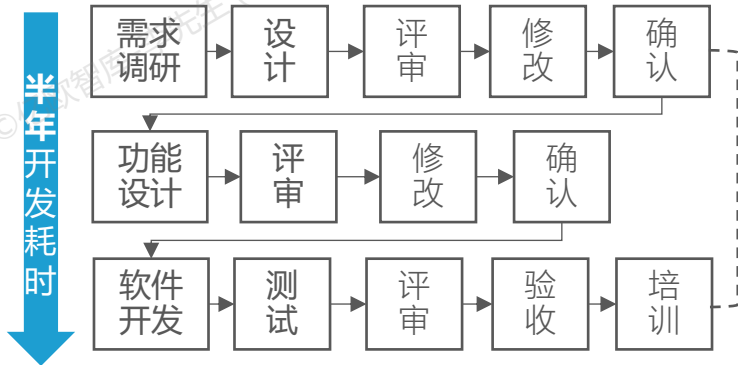 半年开发耗时
需求
调研
设计
评审
修改
确认
功能
设计
评审
修改
确认
软件
开发
测试
评审
验收
培训